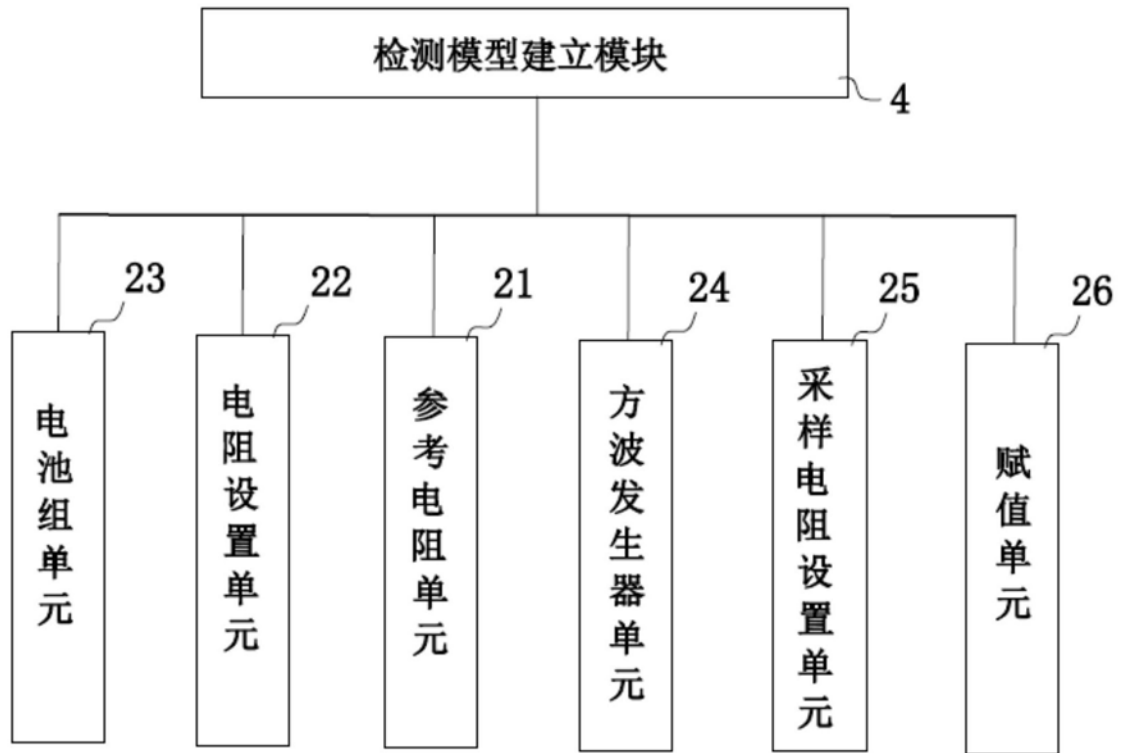 检测模型建立模块
4
23
22
21
24
25
26
电池组单元
电阻设置单元
参考电阻单元
方波发生器单元
采样电阻设置单元
赋值单元